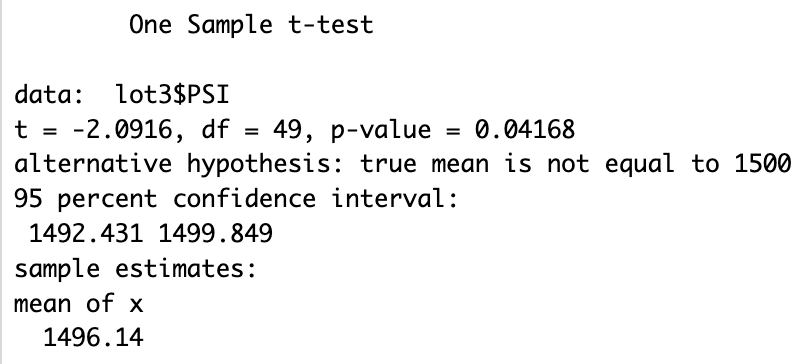 One Sample t-test
data:  lot3$PSI
t = -2.0916, df = 49, p-value = 0.04168
alternative hypothesis: true mean is not equal to 1500
95 percent confidence interval:
1492.431 1499.849
sample estimates:
mean of x
1496.14